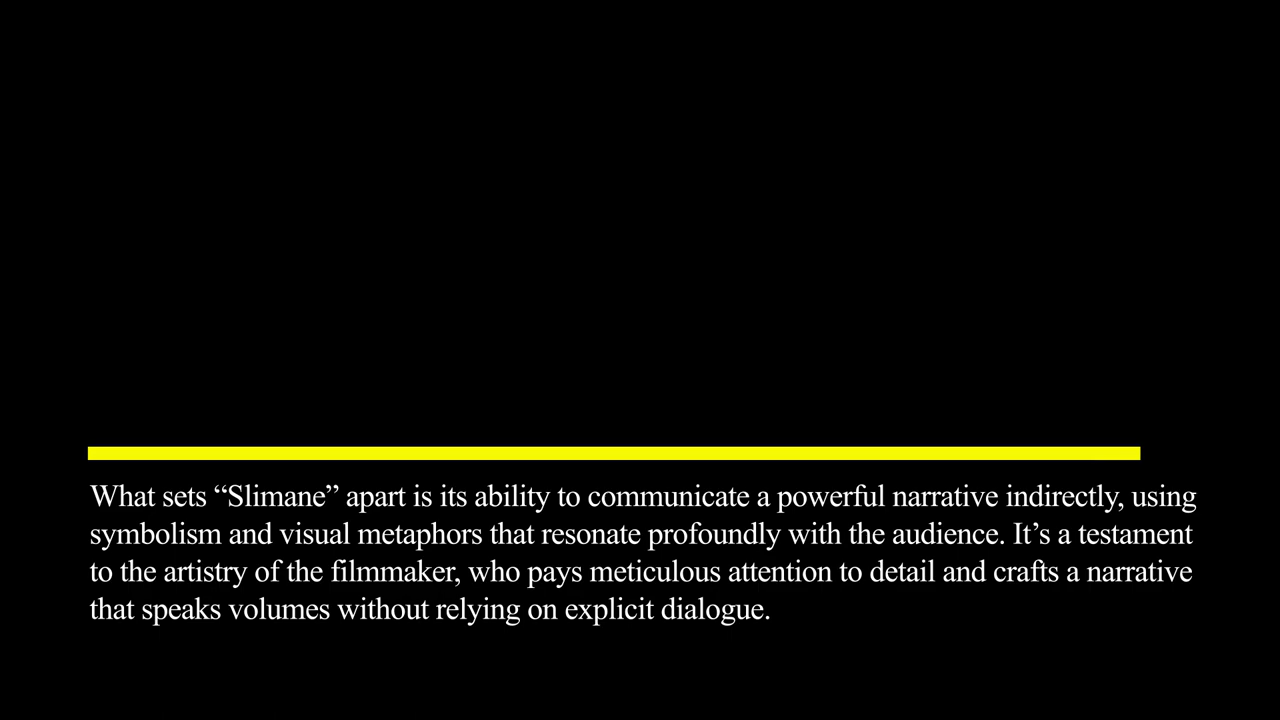 What sets “Slimane” apart is its ability to communicate a powerful narrative indirectly, using
symbolism and visual metaphors that resonate profoundly with the audience. It’s a testament
to the artistry of the filmmaker, who pays meticulous attention to detail and crafts a narrative
that speaks volumes without relying on explicit dialogue.